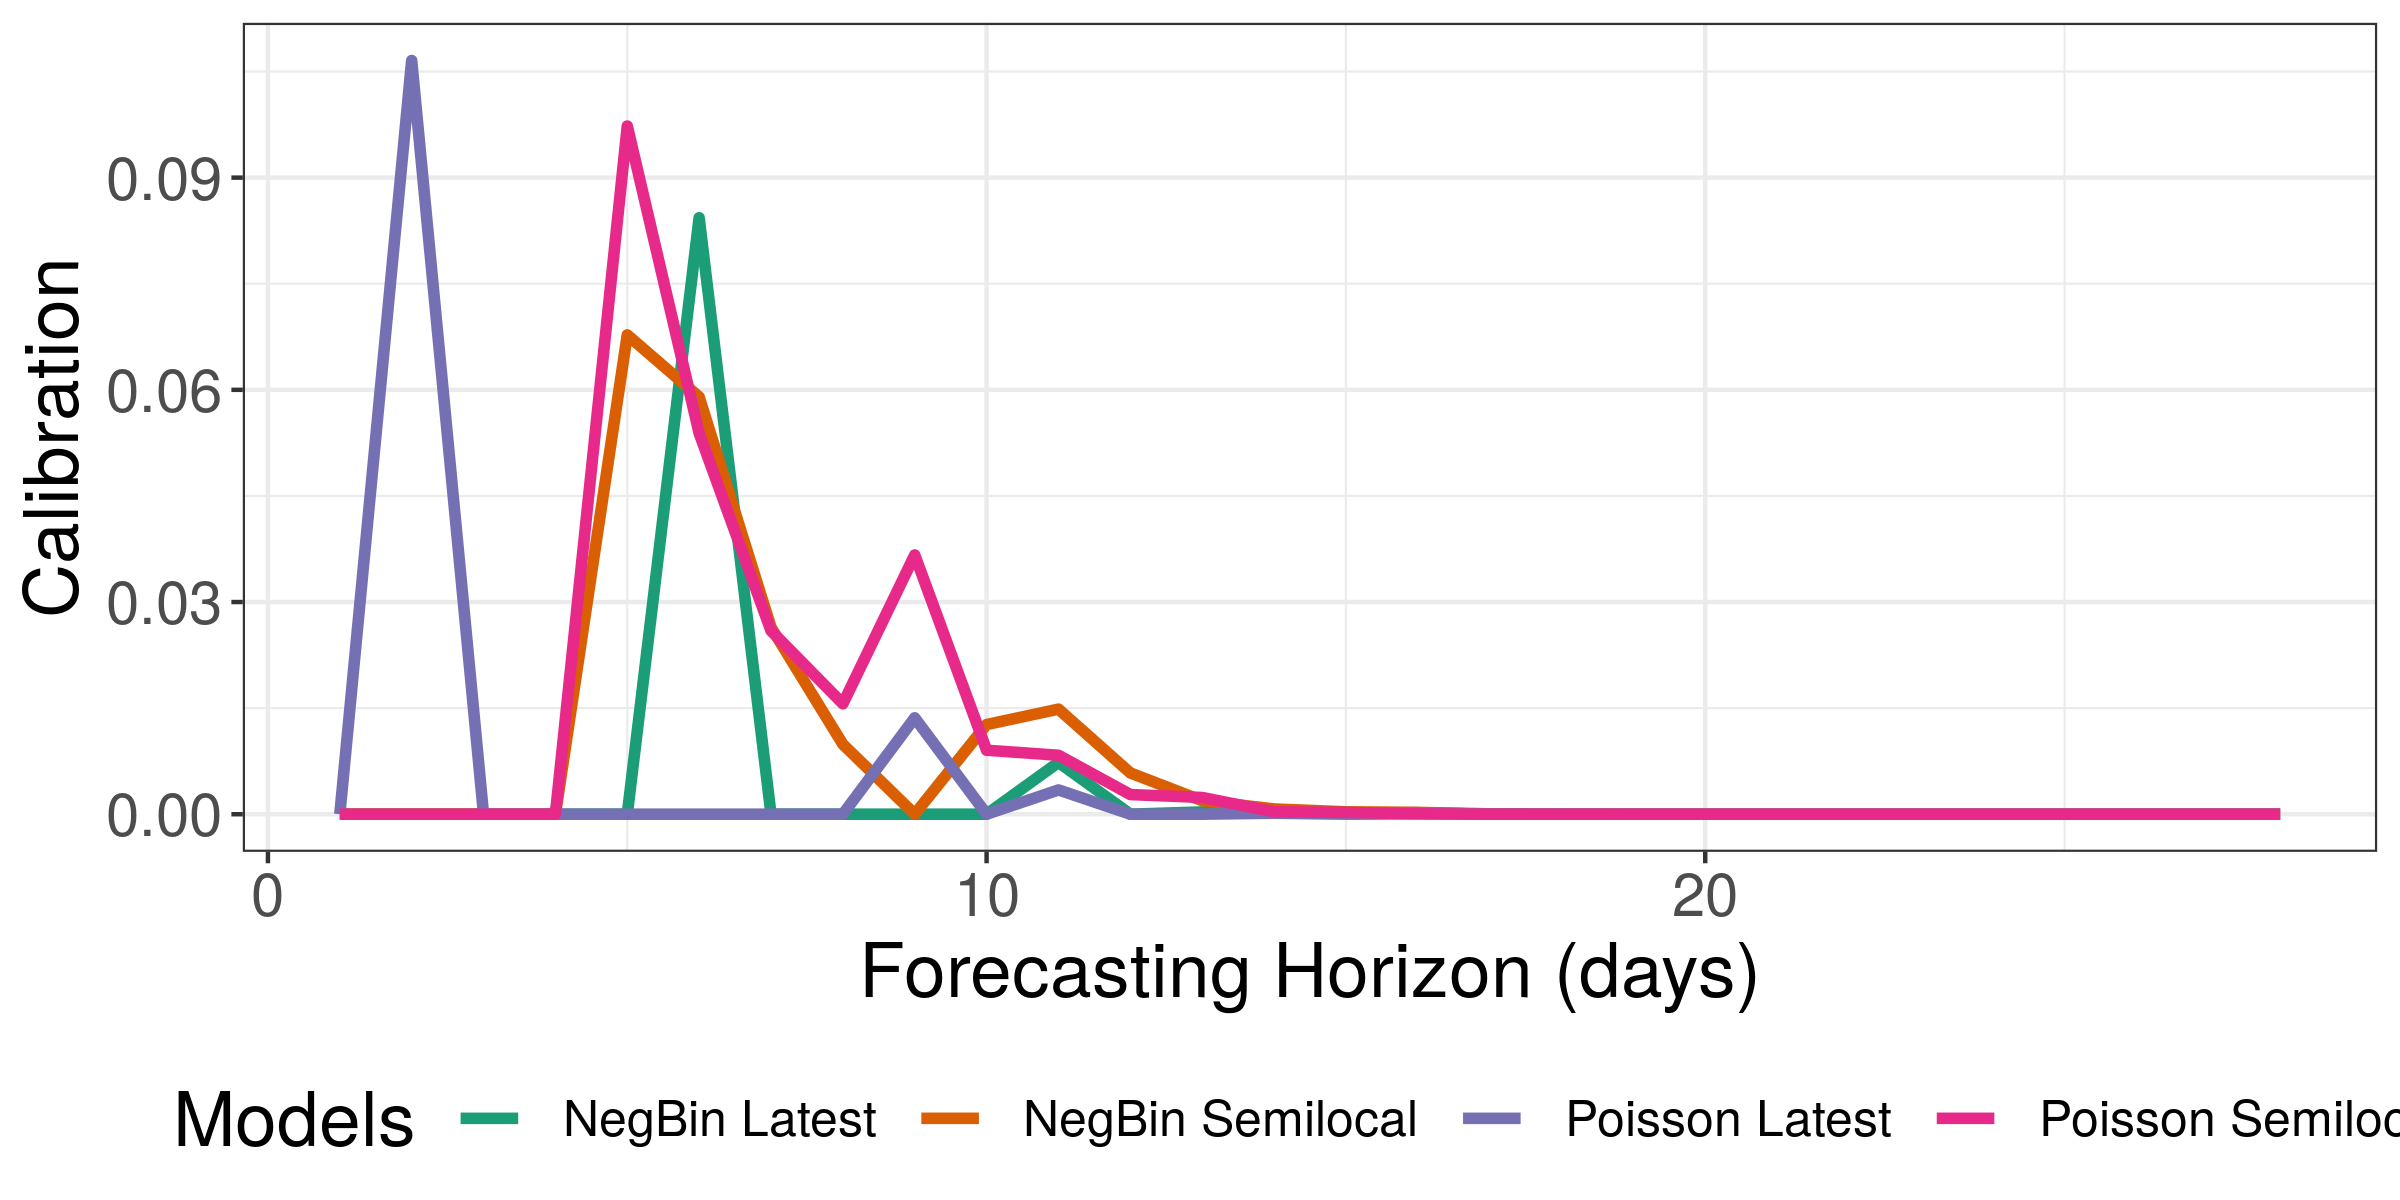 Calibration
0.09
0.06
0.03
0.00
0 10 20
Forecasting Horizon (days)
Models NegBin Latest NegBin Semilocal Poisson Latest Poisson